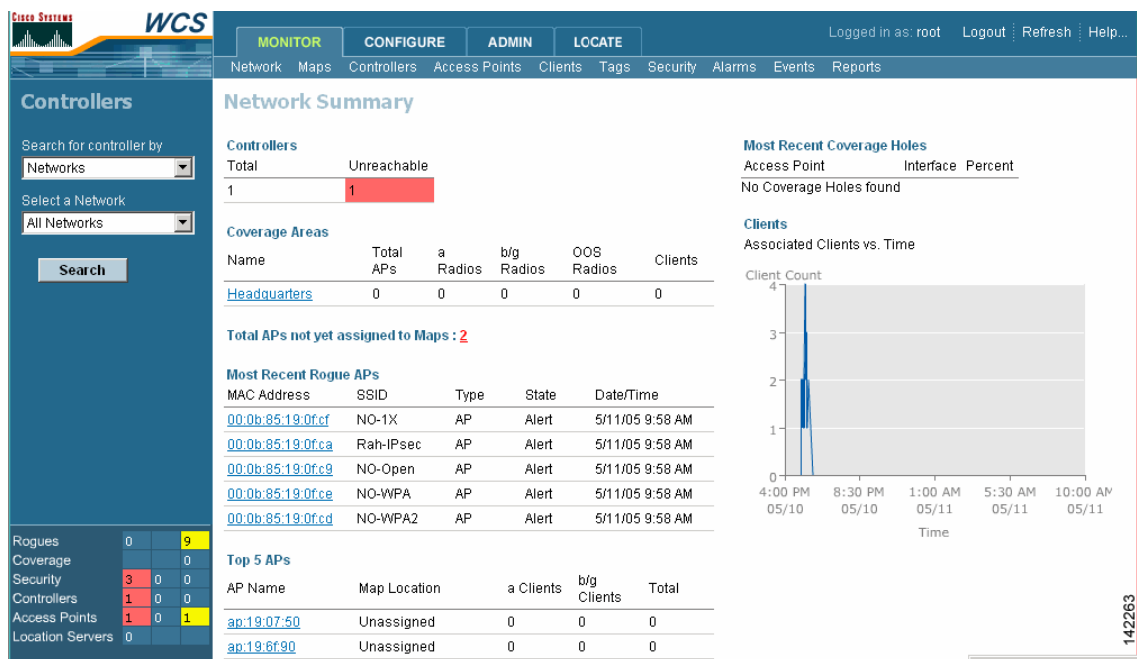 CISCO SYSTEMS
WCS
MONITOR CONFIGURE ADMIN LOCATE
Logged in as: root Logout Refresh Help...
Network Maps Controllers Access Points Clients Tags Security Alarms Events Reports
Controllers
Search for controller by
Networks
Select a Network
All Networks
Search
Network Summary
Controllers
Total Unreachable
1 1
Coverage Areas
Name Total APs a Radios b/g Radios OOS Radios Clients
Headquarters 0 0 0 0 0
Total APs not yet assigned to Maps : 2
Most Recent Rogue APs
MAC Address SSID Type State Date/Time
00:0b:85:19:0f:cf NO-1X AP Alert 5/11/05 9:58 AM
00:0b:85:19:0f:ca Rah-IPsec AP Alert 5/11/05 9:58 AM
00:0b:85:19:0f:c9 NO-Open AP Alert 5/11/05 9:58 AM
00:0b:85:19:0f:ce NO-WPA AP Alert 5/11/05 9:58 AM
00:0b:85:19:0f:cd NO-WPA2 AP Alert 5/11/05 9:58 AM
Top 5 APs
AP Name Map Location a Clients b/g Clients Total
ap:19:07:50 Unassigned 0 0 0
ap:19:6f:90 Unassigned 0 0 0
Most Recent Coverage Holes
Access Point Interface Percent
No Coverage Holes found
Clients
Associated Clients vs. Time
Client Count
4
3
2
1
0
4:00 PM 8:30 PM 1:00 AM 5:30 AM 10:00 AM
05/10 05/10 05/11 05/11 05/11
Time
Rogues 0 9
Coverage 0
Security 3 0 0
Controllers 1 0 0
Access Points 1 0 1
Location Servers 0
142263